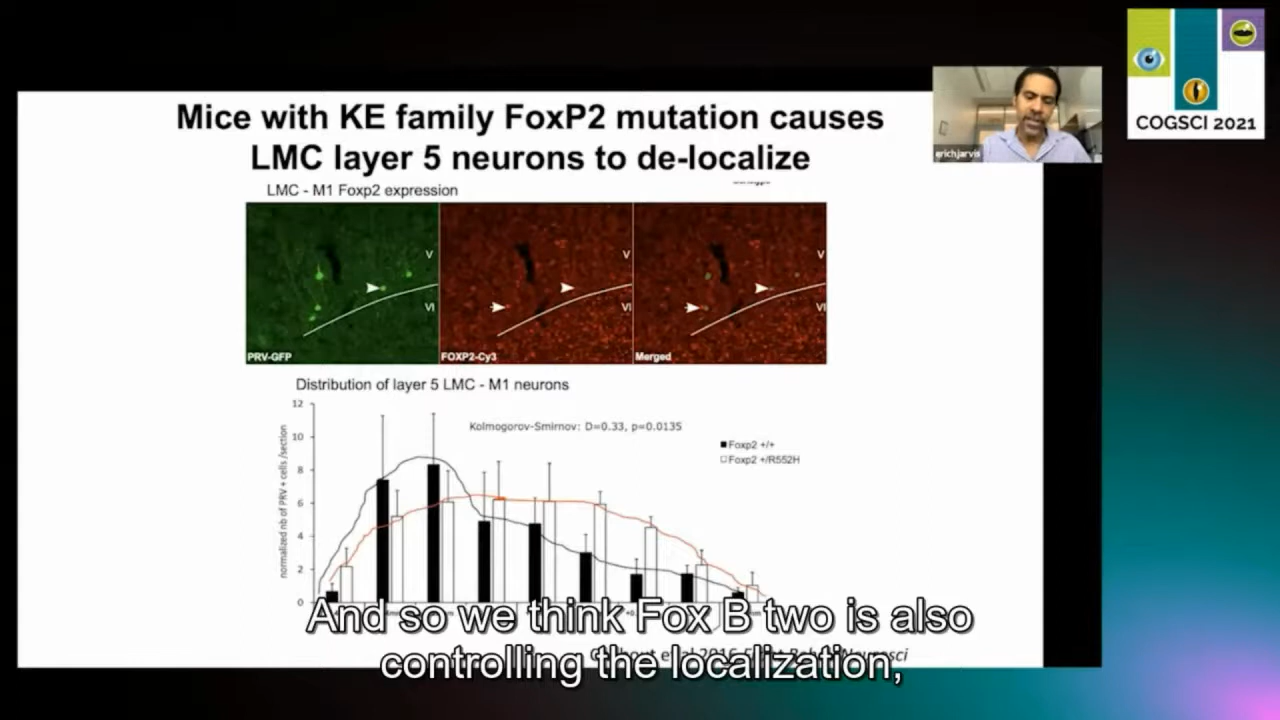 Mice with KE family FoxP2 mutation causes
LMC layer 5 neurons to de-localize
erichjarvis
COGSCI 2021
LMC - M1 Foxp2 expression
V
VI
PRV-GFP
V
VI
FOXP2-Cy3
V
VI
Merged
Distribution of layer 5 LMC - M1 neurons
normalized nb of PRV + cells /section
12
10
8
6
4
2
0
Kolmogorov-Smirnov: D=0.33, p=0.0135
Foxp2 +/+
Foxp2 +/R552H
And so we think Fox B two is also
controlling the localization,